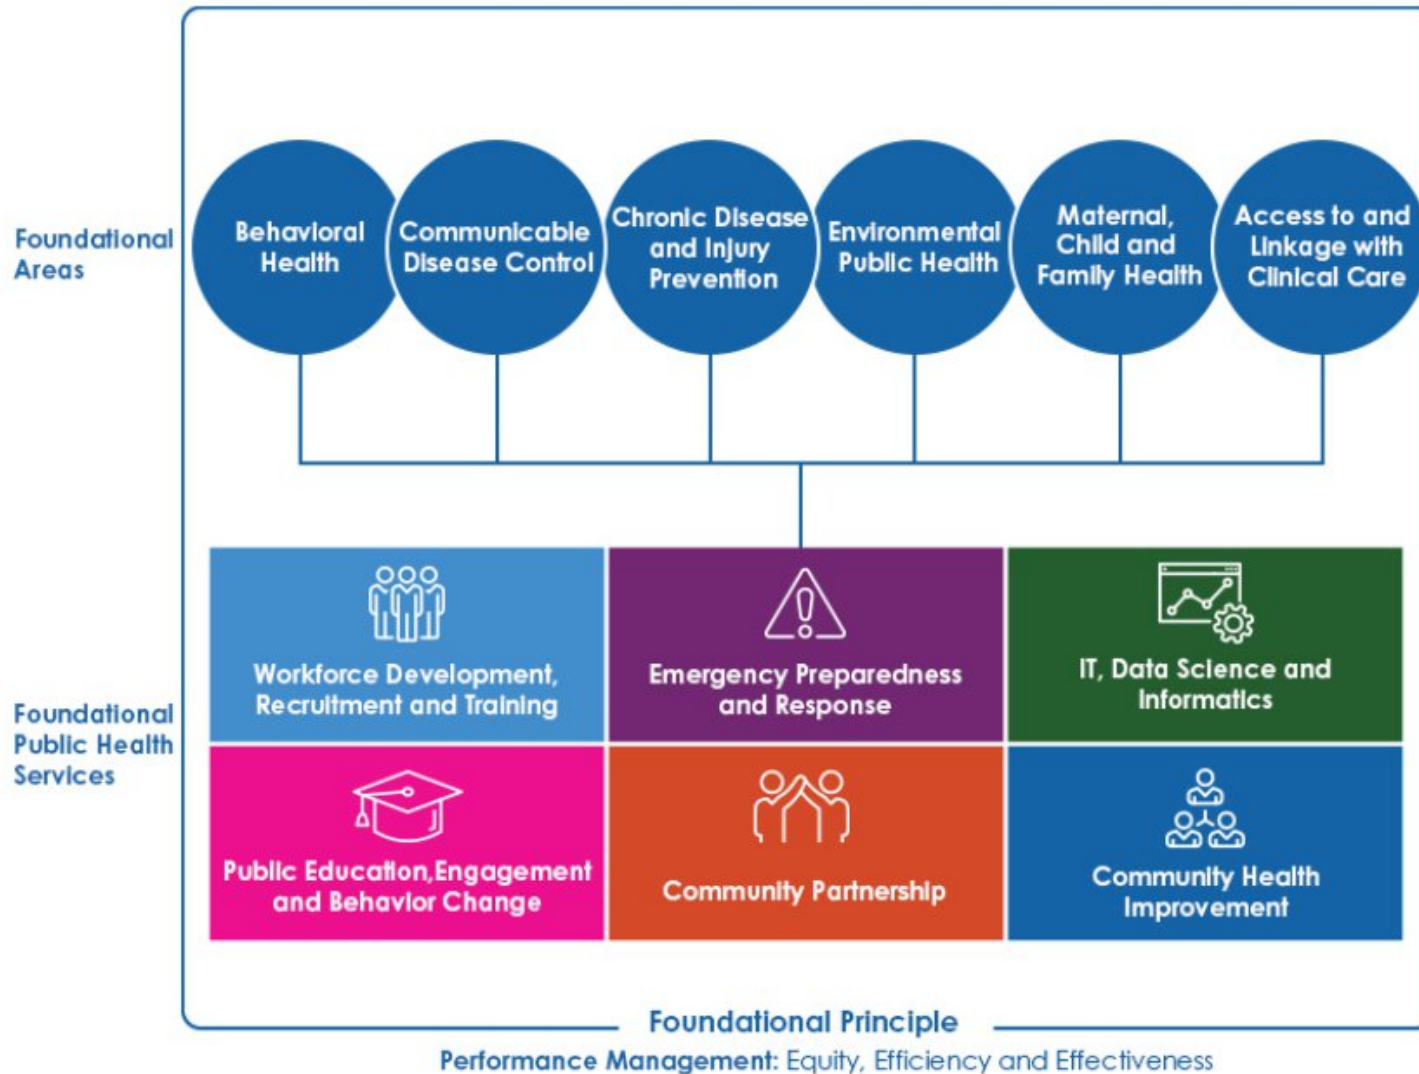 Foundational
Areas
Behavioral
Health
Communicable
Disease Control
Chronic Disease
and Injury
Prevention
Environmental
Public Health
Maternal,
Child and
Family Health
Access to and
Linkage with
Clinical Care
Foundational
Public Health
Services
Workforce Development,
Recruitment and Training
Emergency Preparedness
and Response
IT, Data Science and
Informatics
Public Education,Engagement
and Behavior Change
Community Partnership
Community Health
Improvement
Foundational Principle
Performance Management: Equity, Efficiency and Effectiveness